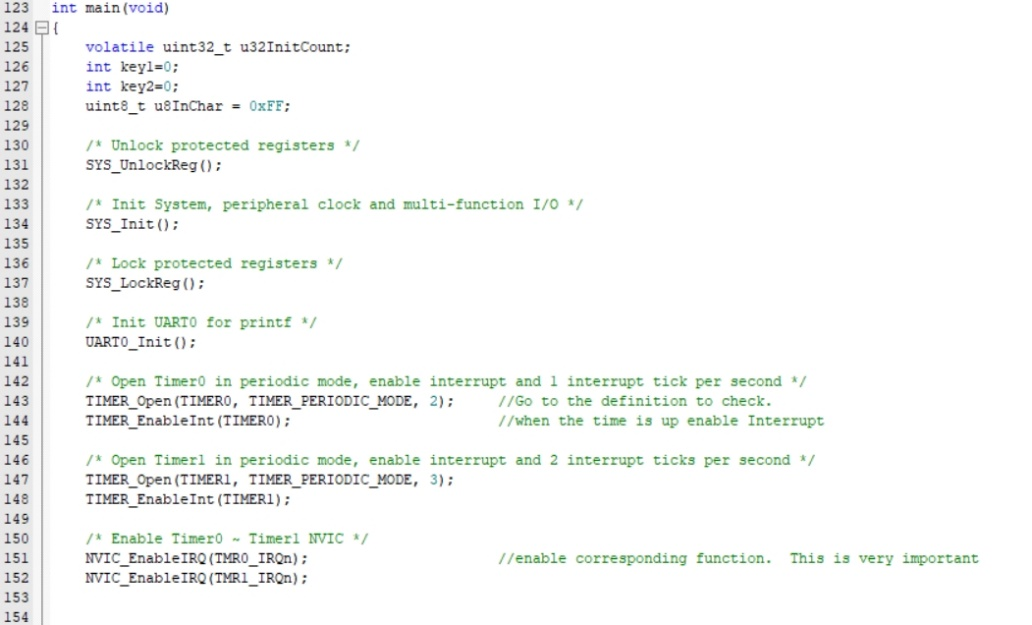 123 int main(void)
124 {
125 volatile uint32_t u32InitCount;
126 int key1=0;
127 int key2=0;
128 uint8_t u8InChar = 0xFF;
129
130 /* Unlock protected registers */
131 SYS_UnlockReg();
132
133 /* Init System, peripheral clock and multi-function I/O */
134 SYS_Init();
135
136 /* Lock protected registers */
137 SYS_LockReg();
138
139 /* Init UART0 for printf */
140 UART0_Init();
141
142 /* Open Timer0 in periodic mode, enable interrupt and 1 interrupt tick per second */
143 TIMER_Open(TIMER0, TIMER_PERIODIC_MODE, 2); //Go to the definition to check.
144 TIMER_EnableInt(TIMER0); //when the time is up enable Interrupt
145
146 /* Open Timer1 in periodic mode, enable interrupt and 2 interrupt ticks per second */
147 TIMER_Open(TIMER1, TIMER_PERIODIC_MODE, 3);
148 TIMER_EnableInt(TIMER1);
149
150 /* Enable Timer0 ~ Timer1 NVIC */
151 NVIC_EnableIRQ(TMR0_IRQn); //enable corresponding function. This is very important
152 NVIC_EnableIRQ(TMR1_IRQn);
153
154